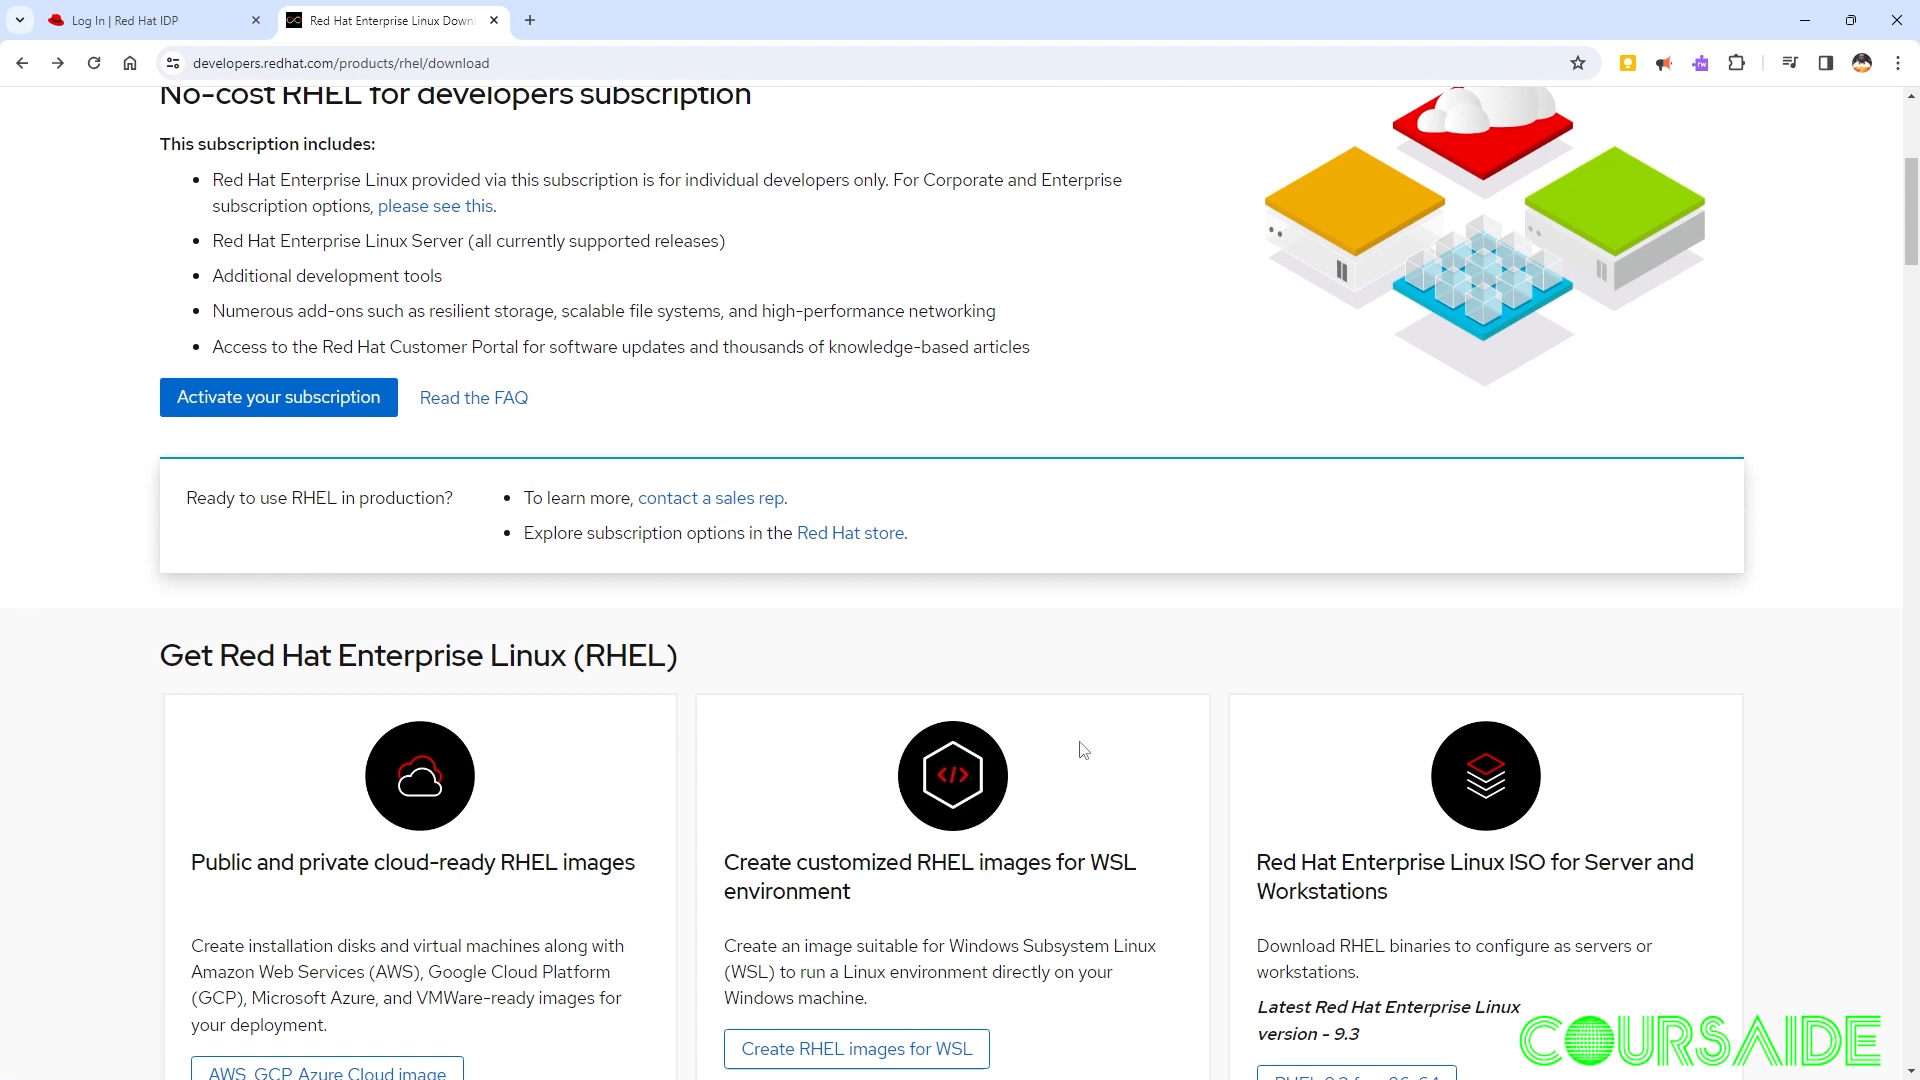 Log In | Red Hat IDP
Red Hat Enterprise Linux Down
developers.redhat.com/products/rhel/download
No-cost RHEL for developers subscription
This subscription includes:
Red Hat Enterprise Linux provided via this subscription is for individual developers only. For Corporate and Enterprise
subscription options, please see this.
Red Hat Enterprise Linux Server (all currently supported releases)
Additional development tools
Numerous add-ons such as resilient storage, scalable file systems, and high-performance networking
Access to the Red Hat Customer Portal for software updates and thousands of knowledge-based articles
Activate your subscription
Read the FAQ
Ready to use RHEL in production?
To learn more, contact a sales rep.
Explore subscription options in the Red Hat store.
Get Red Hat Enterprise Linux (RHEL)
Public and private cloud-ready RHEL images
Create installation disks and virtual machines along with
Amazon Web Services (AWS), Google Cloud Platform
(GCP), Microsoft Azure, and VMWare-ready images for
your deployment.
AWS, GCP, Azure Cloud image
</>
Create customized RHEL images for WSL
environment
Create an image suitable for Windows Subsystem Linux
(WSL) to run a Linux environment directly on your
Windows machine.
Create RHEL images for WSL
Red Hat Enterprise Linux ISO for Server and
Workstations
Download RHEL binaries to configure as servers or
workstations.
Latest Red Hat Enterprise Linux
version - 9.3
COURSAIDE